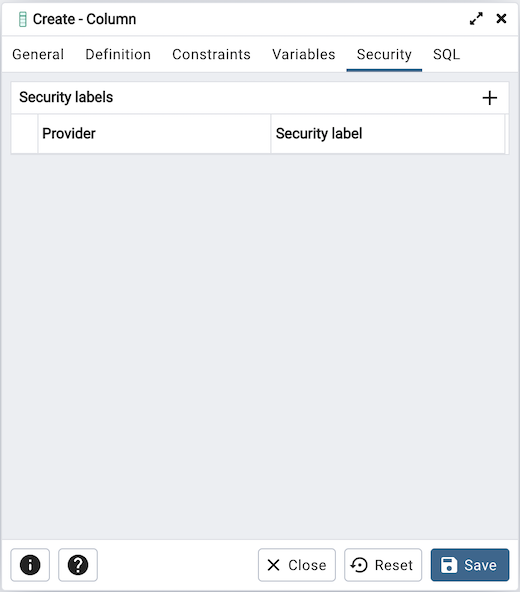 Create - Column
General Definition Constraints Variables Security SQL
Security labels
Provider Security label
Close Reset Save